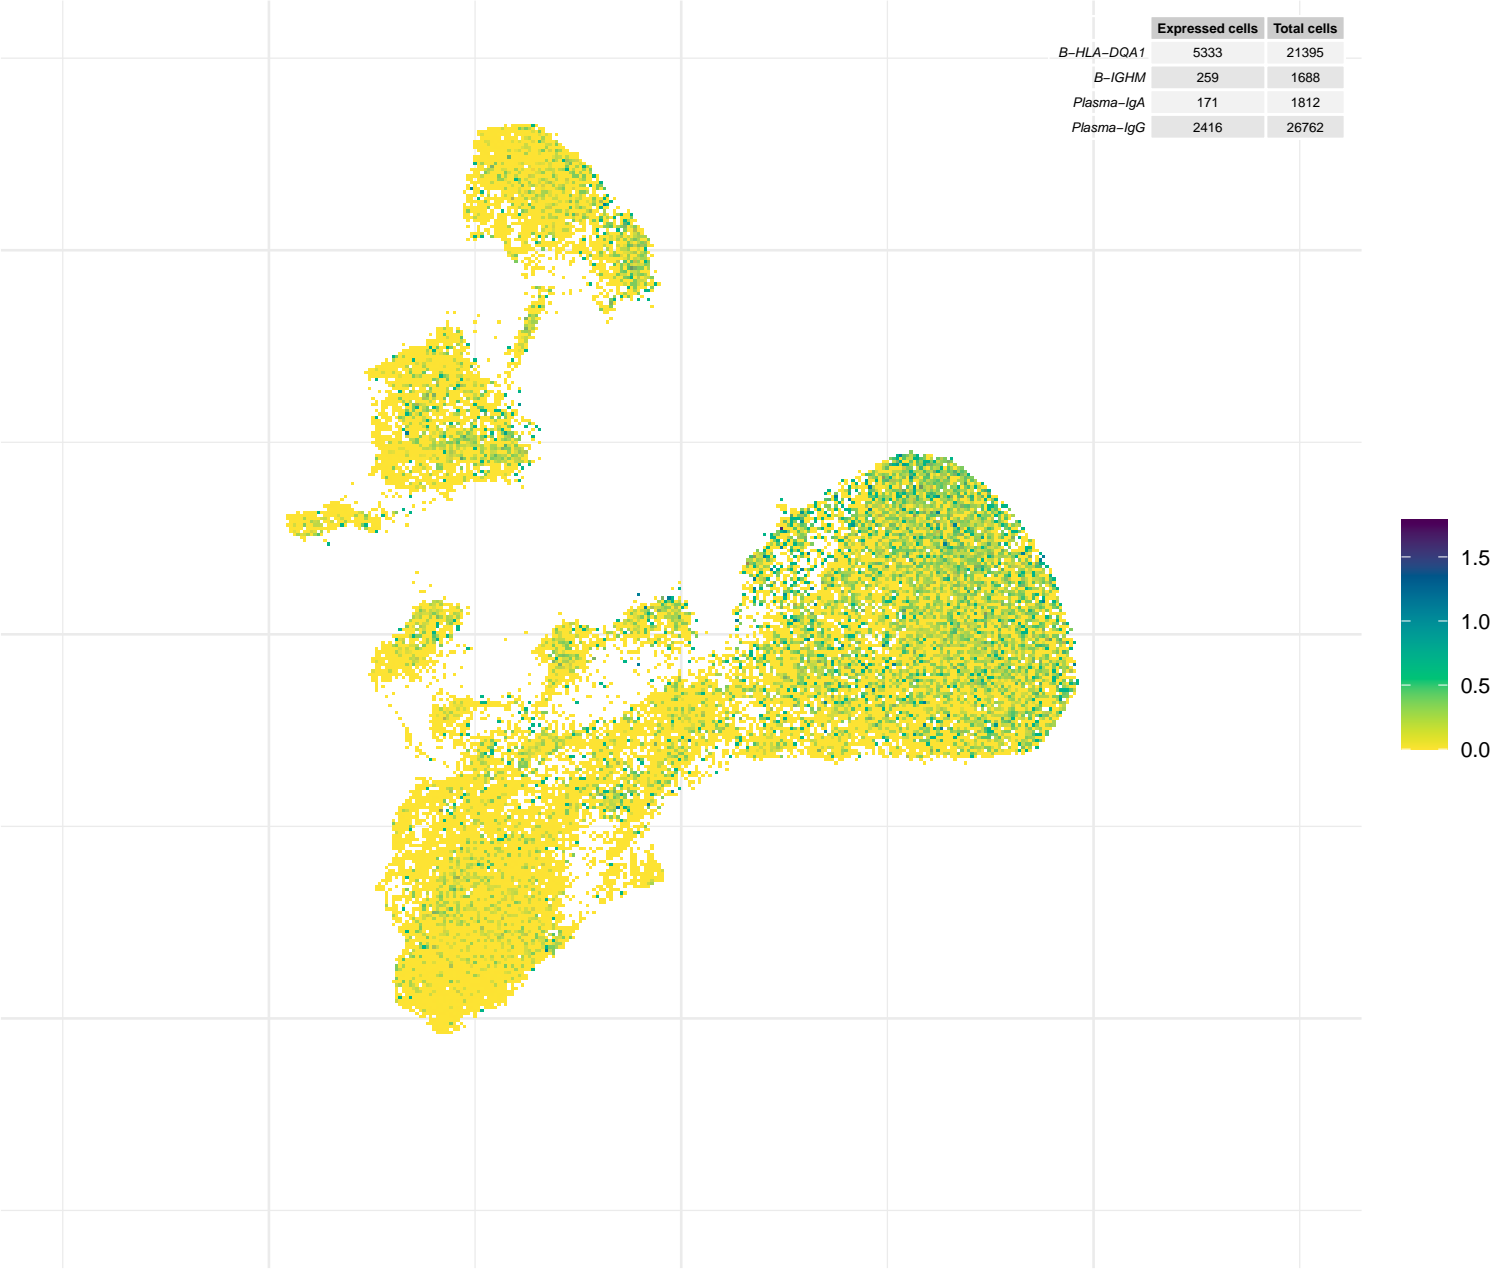 Expressed cells Total cells
B−HLA−DQA1 5333 21395
B−IGHM 259 1688
Plasma−IgA 171 1812
Plasma−IgG 2416 26762
1.5
1.0
0.5
0.0